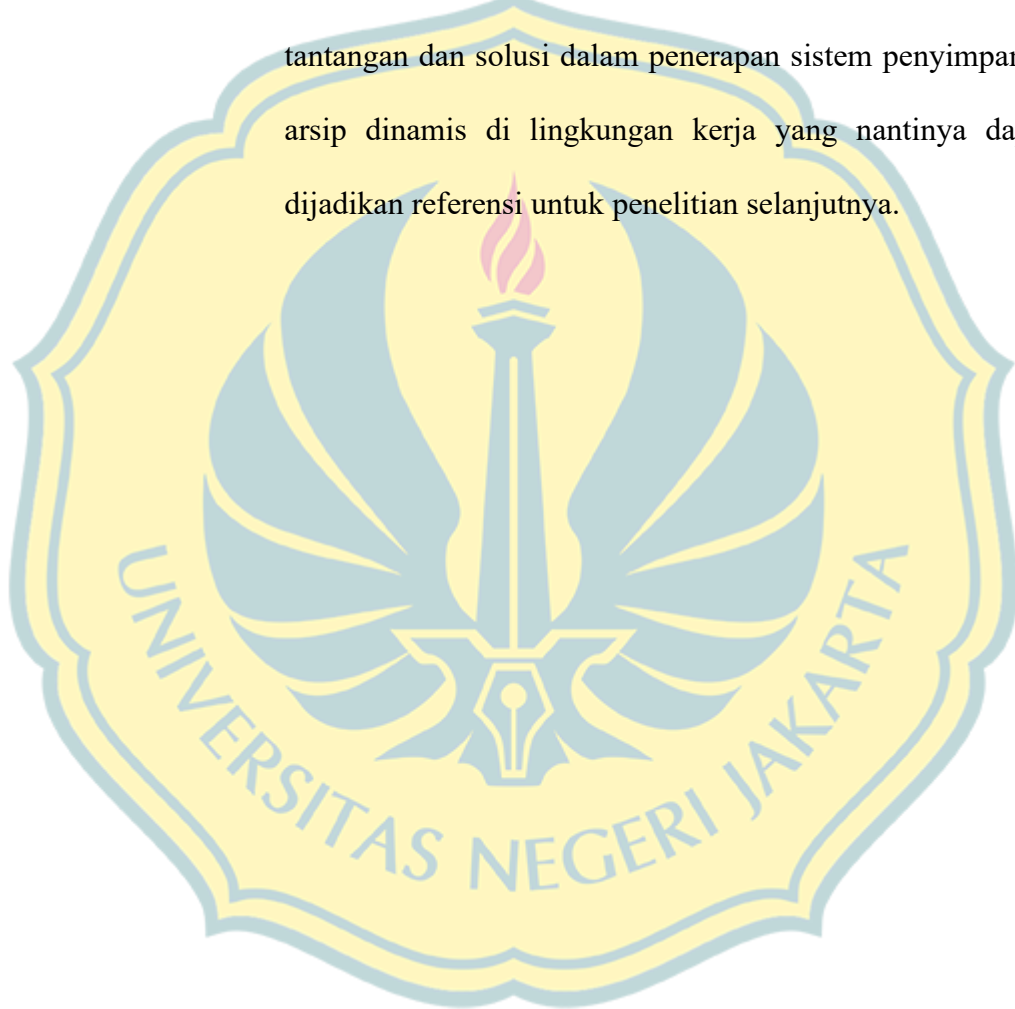 tantangan dan solusi dalam penerapan sistem penyimpan
arsip dinamis di lingkungan kerja yang nantinya da
dijadikan referensi untuk penelitian selanjutnya.
UNIVERSITAS NEGERI JAKARTA